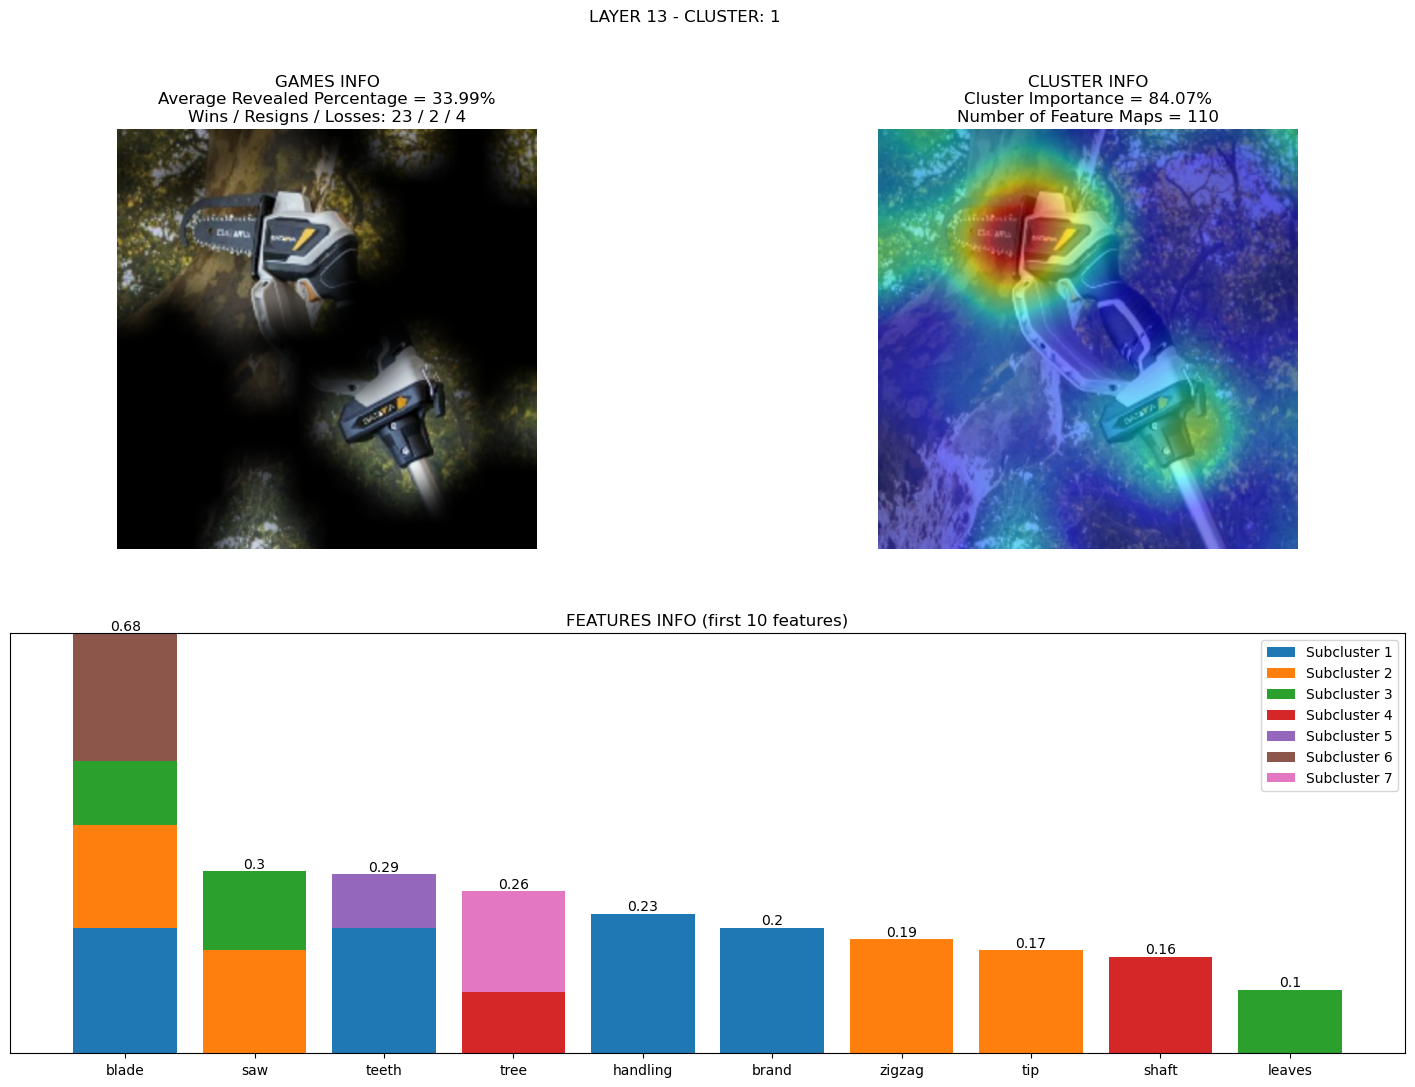 LAYER 13 - CLUSTER: 1
GAMES INFO
Average Revealed Percentage = 33.99%
Wins / Resigns / Losses: 23 / 2 / 4
CLUSTER INFO
Cluster Importance = 84.07%
Number of Feature Maps = 110
FEATURES INFO (first 10 features)
0.68
0.3
0.29
0.26
0.23
0.2
0.19
0.17
0.16
0.1
Subcluster 1
Subcluster 2
Subcluster 3
Subcluster 4
Subcluster 5
Subcluster 6
Subcluster 7
blade
saw
teeth
tree
handling
brand
zigzag
tip
shaft
leaves